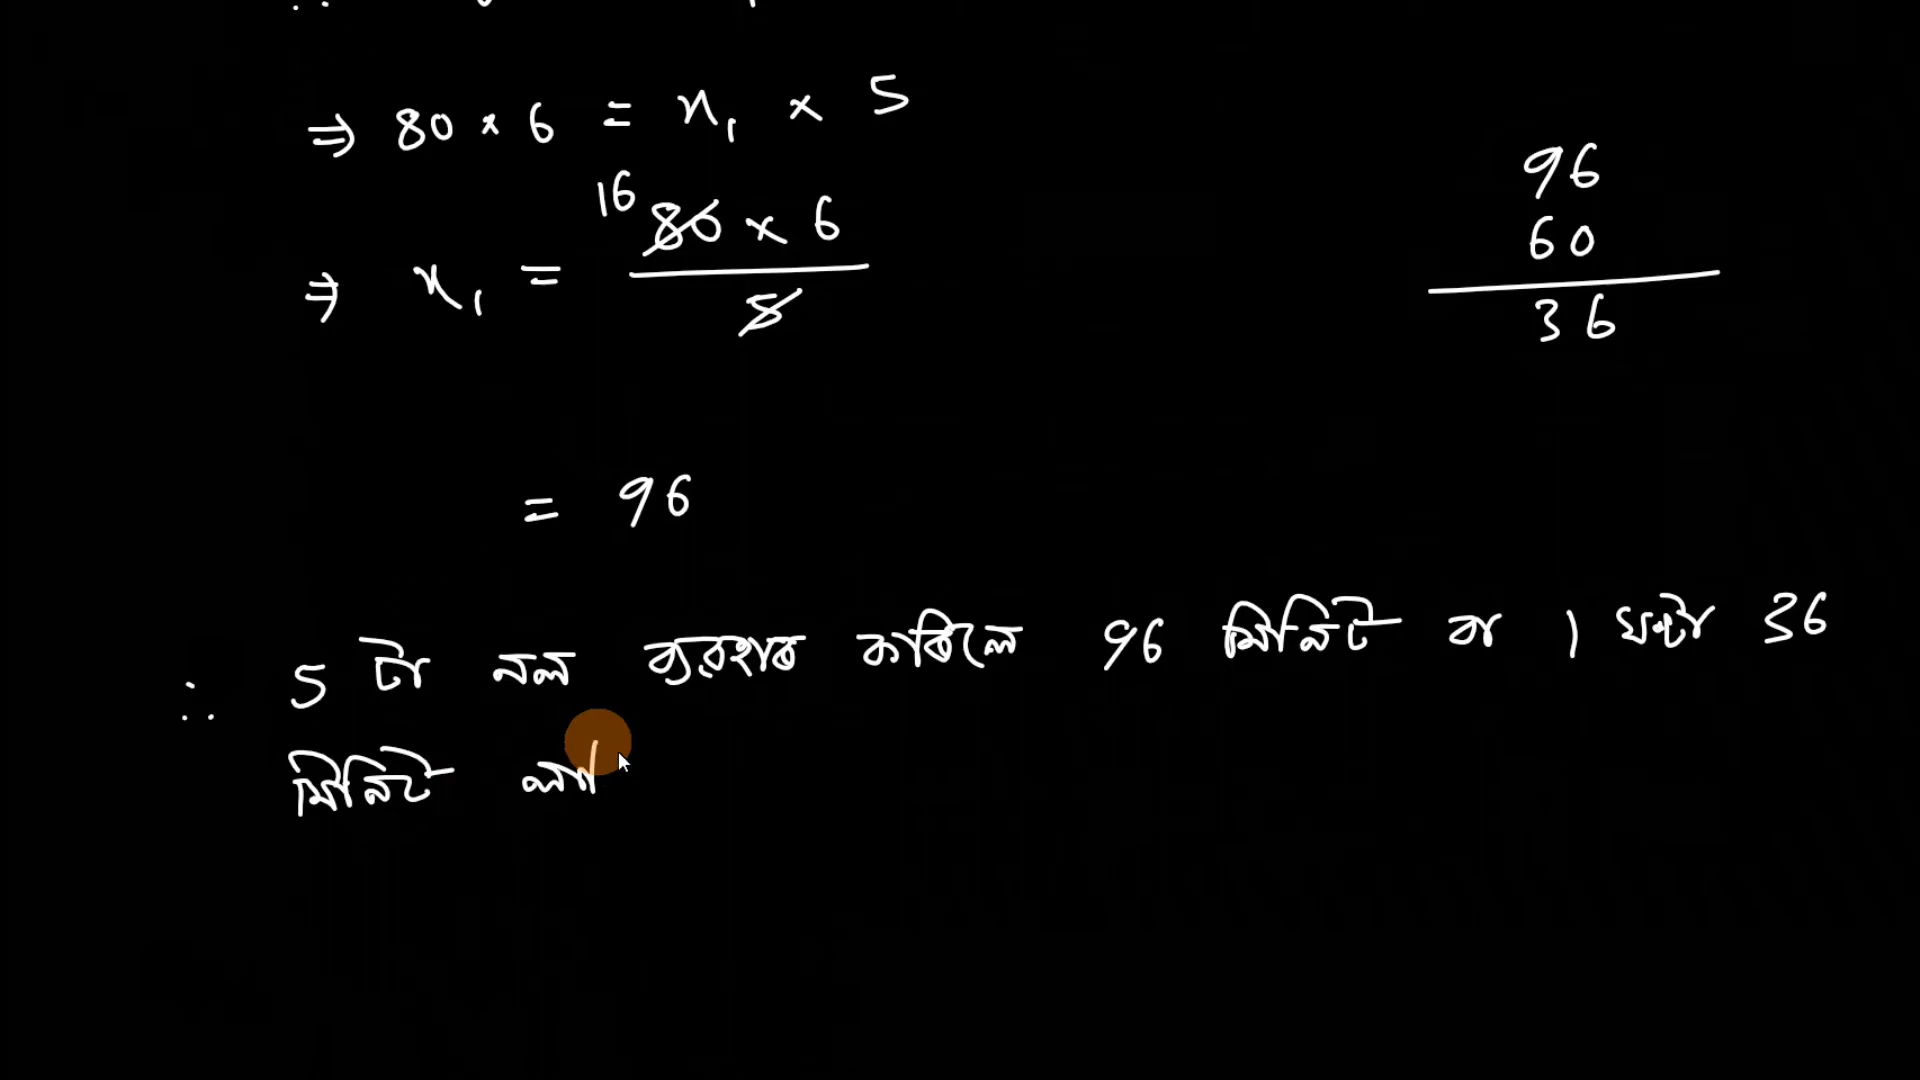 ⇒ 80 × 6 = x₁ × 5
16
⇒ x₁ = 80 × 6 / 5
= 96
96
60
36
∴ 5 টা নল ব্যৱহাৰ কৰিলে 96 মিনিট বা 1 ঘণ্টা 36
মিনিট লা